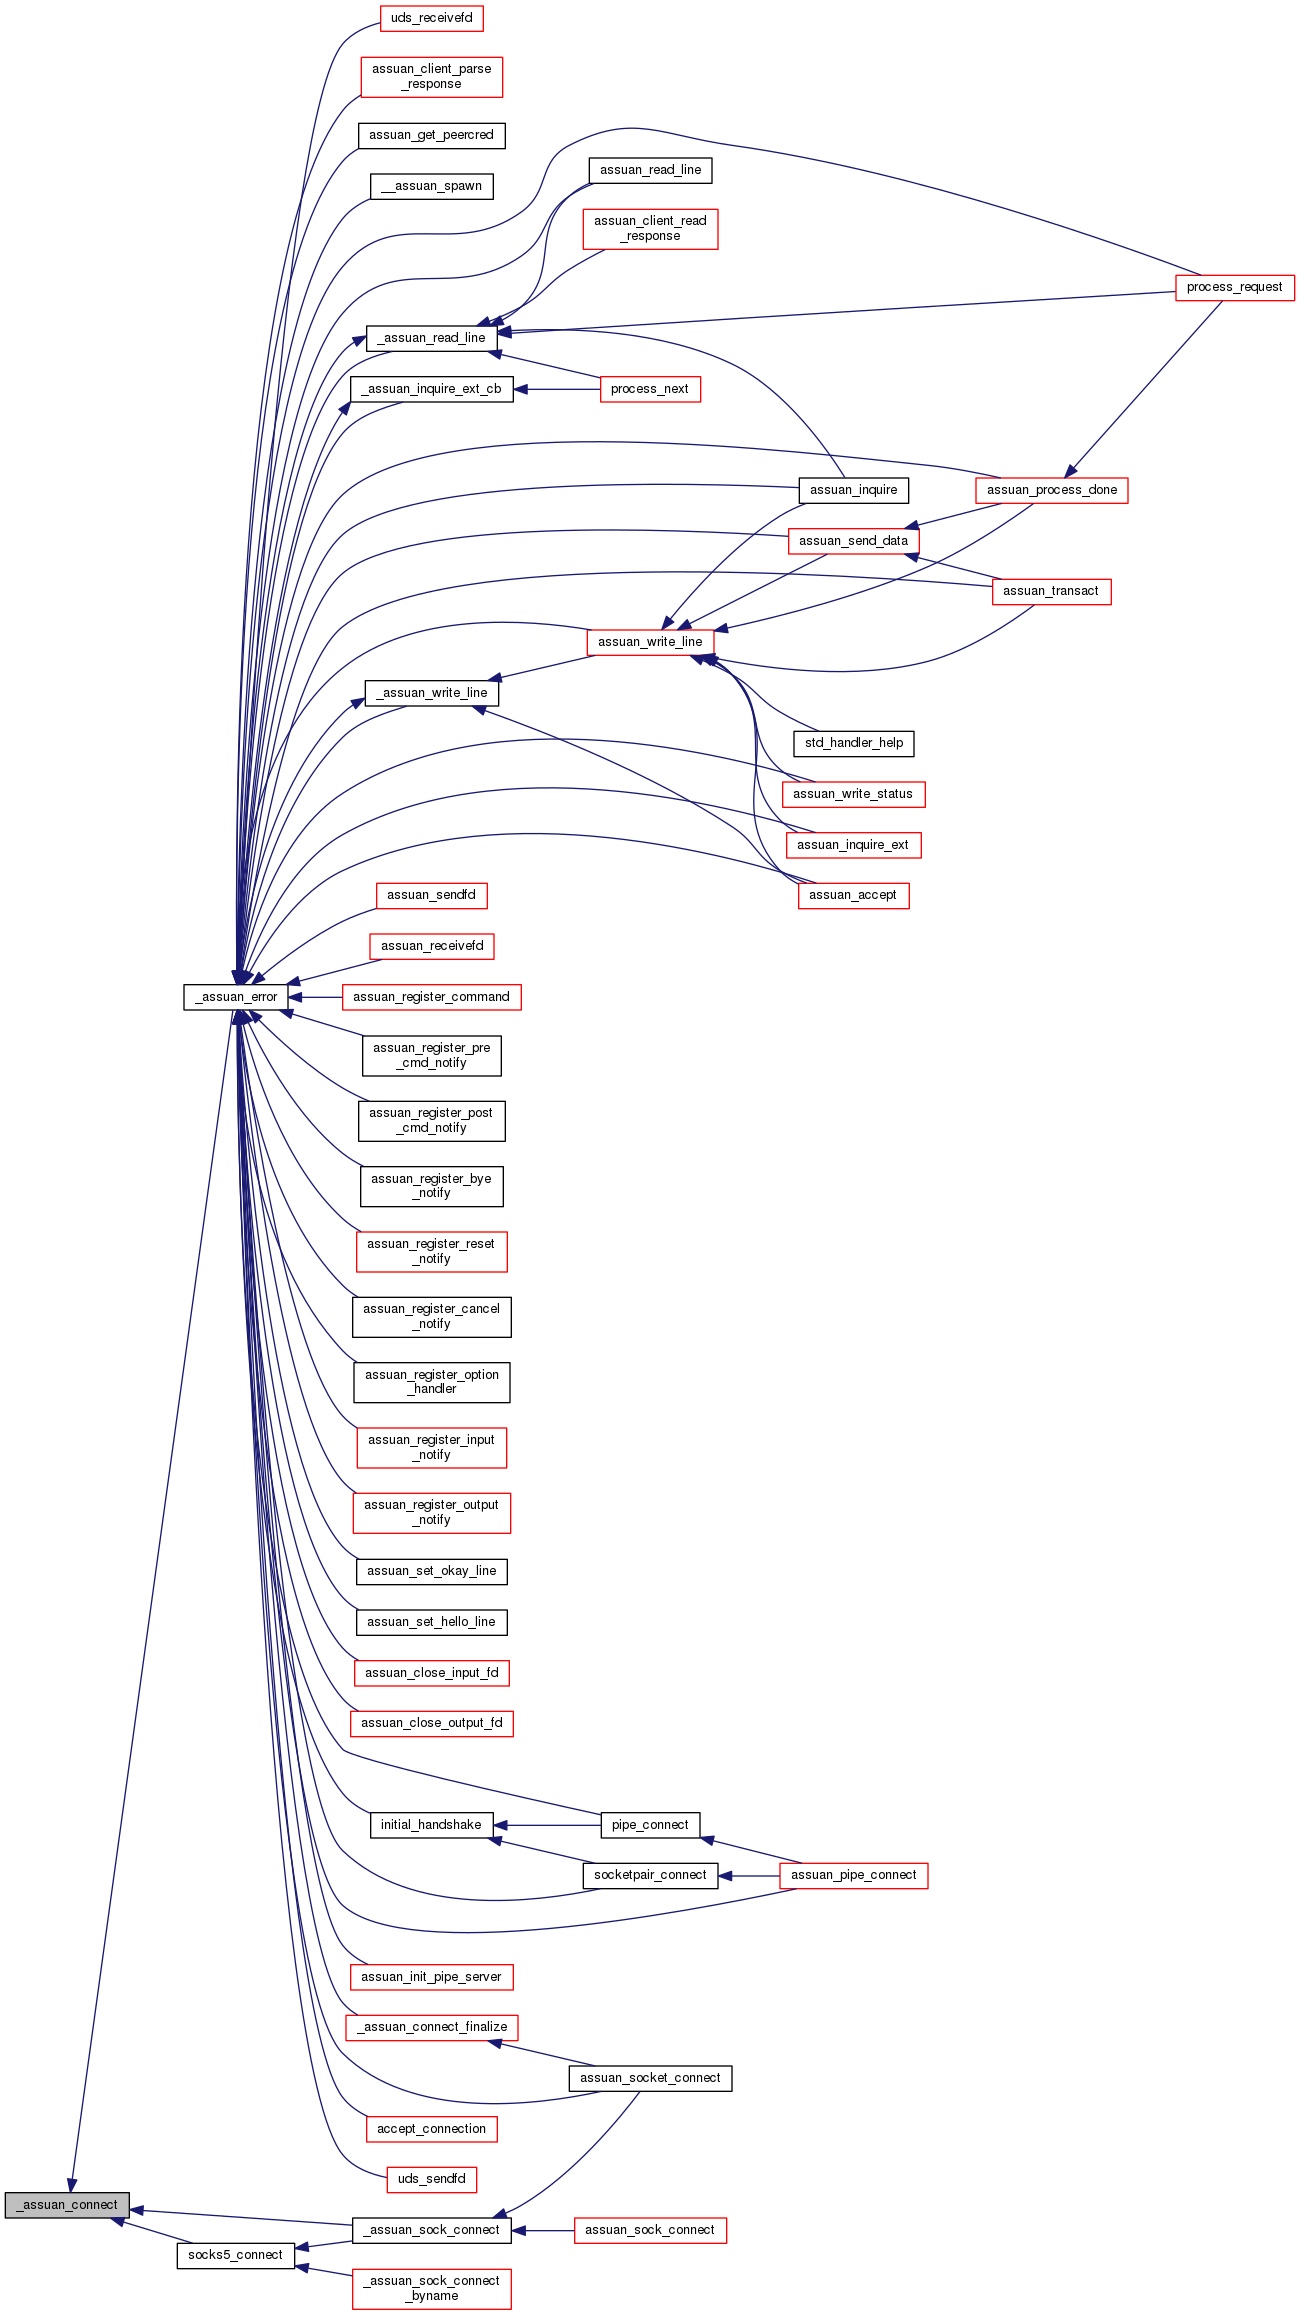 uds_receivefd
assuan_client_parse
_response
assuan_get_peercred
__assuan_spawn
assuan_read_line
assuan_client_read
_response
process_request
_assuan_read_line
_assuan_inquire_ext_cb
process_next
assuan_inquire
assuan_process_done
assuan_send_data
assuan_transact
assuan_write_line
_assuan_write_line
std_handler_help
assuan_write_status
assuan_inquire_ext
assuan_accept
assuan_sendfd
assuan_receivefd
_assuan_error
assuan_register_command
assuan_register_pre
_cmd_notify
assuan_register_post
_cmd_notify
assuan_register_bye
_notify
assuan_register_reset
_notify
assuan_register_cancel
_notify
assuan_register_option
_handler
assuan_register_input
_notify
assuan_register_output
_notify
assuan_set_okay_line
assuan_set_hello_line
assuan_close_input_fd
assuan_close_output_fd
initial_handshake
pipe_connect
socketpair_connect
assuan_pipe_connect
assuan_init_pipe_server
_assuan_connect_finalize
assuan_socket_connect
accept_connection
uds_sendfd
_assuan_connect
_assuan_sock_connect
assuan_sock_connect
socks5_connect
_assuan_sock_connect
_byname